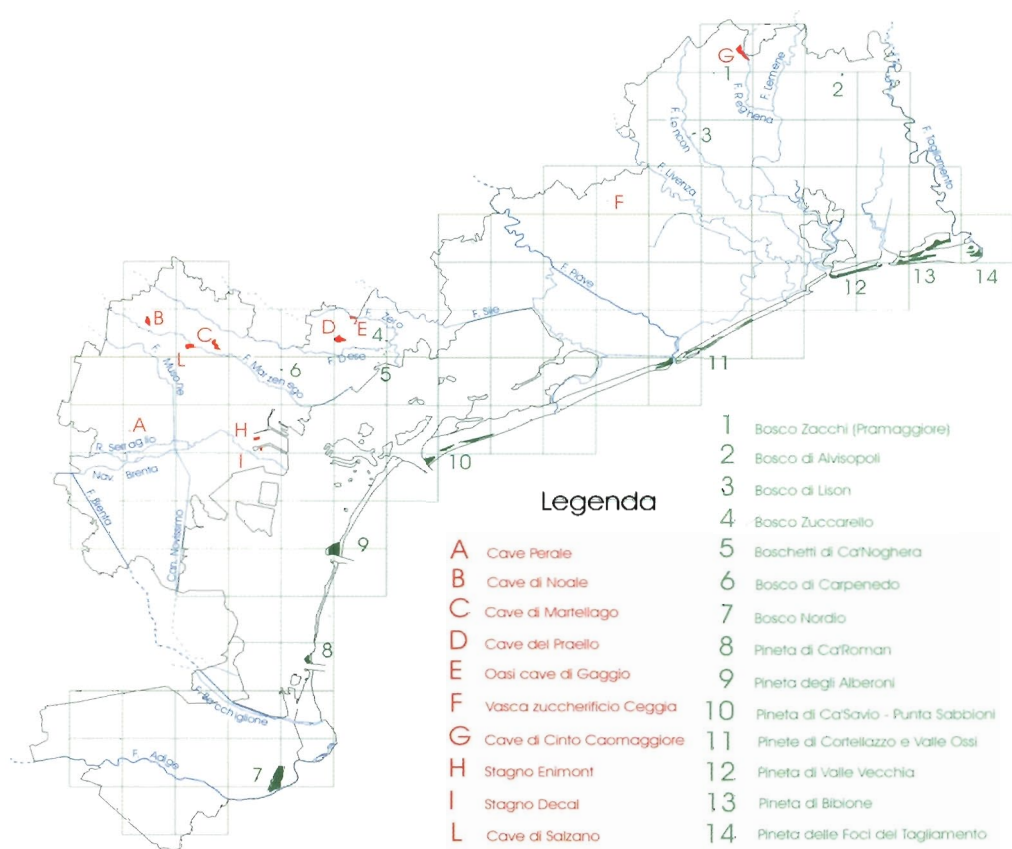 G
1
F. Reghena
F. Lemene
2
F. Loncon
3
F. Tagliamento
F. Livenza
F
F. Piave
12
13
14
B
C
L
D
E
F. Zero
4
F. Sile
F. Dese
5
F. Musone
F. Marzenego
6
11
A
H
I
R. Seriaglio
Nav. Brenta
10
F. Brenta
Can. Novissimo
9
8
F. Bacchiglione
F. Adige
7
Legenda
A Cave Perale
B Cave di Noale
C Cave di Martellago
D Cave del Praello
E Oasi cave di Gaggio
F Vasca zuccherificio Ceggia
G Cave di Cinto Caomaggiore
H Stagno Enimont
I Stagno Decal
L Cave di Salzano
1 Bosco Zacchi (Pramaggiore)
2 Bosco di Alvisopoli
3 Bosco di Lison
4 Bosco Zuccarello
5 Boschetti di Ca'Noghera
6 Bosco di Carpenedo
7 Bosco Nordio
8 Pineta di Ca'Roman
9 Pineta degli Alberoni
10 Pineta di Ca'Savio - Punta Sabbioni
11 Pinete di Cortellazzo e Valle Ossi
12 Pineta di Valle Vecchia
13 Pineta di Bibione
14 Pineta delle Foci del Tagliamento